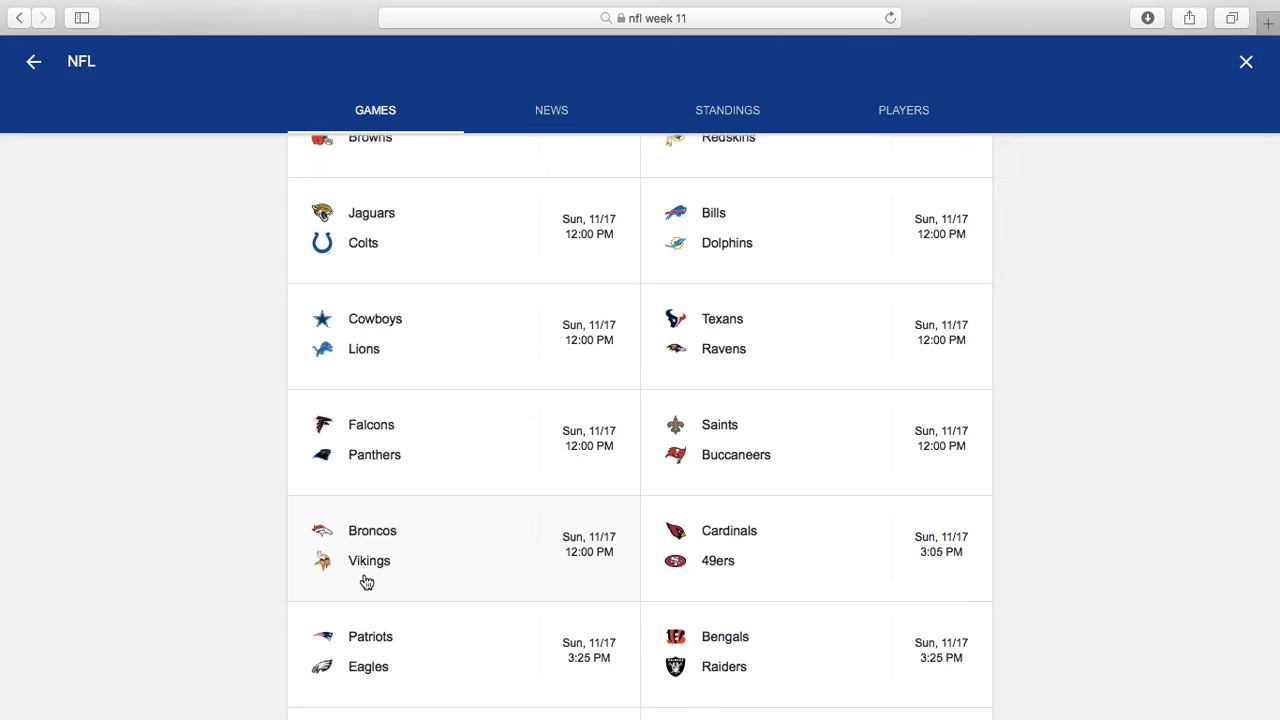 nfl week 11
NFL
GAMES
NEWS
STANDINGS
PLAYERS
Browns
Redskins
Jaguars
Colts
Sun, 11/17
12:00 PM
Bills
Dolphins
Sun, 11/17
12:00 PM
Cowboys
Lions
Sun, 11/17
12:00 PM
Texans
Ravens
Sun, 11/17
12:00 PM
Falcons
Panthers
Sun, 11/17
12:00 PM
Saints
Buccaneers
Sun, 11/17
12:00 PM
Broncos
Vikings
Sun, 11/17
12:00 PM
Cardinals
49ers
Sun, 11/17
3:05 PM
Patriots
Eagles
Sun, 11/17
3:25 PM
Bengals
Raiders
Sun, 11/17
3:25 PM